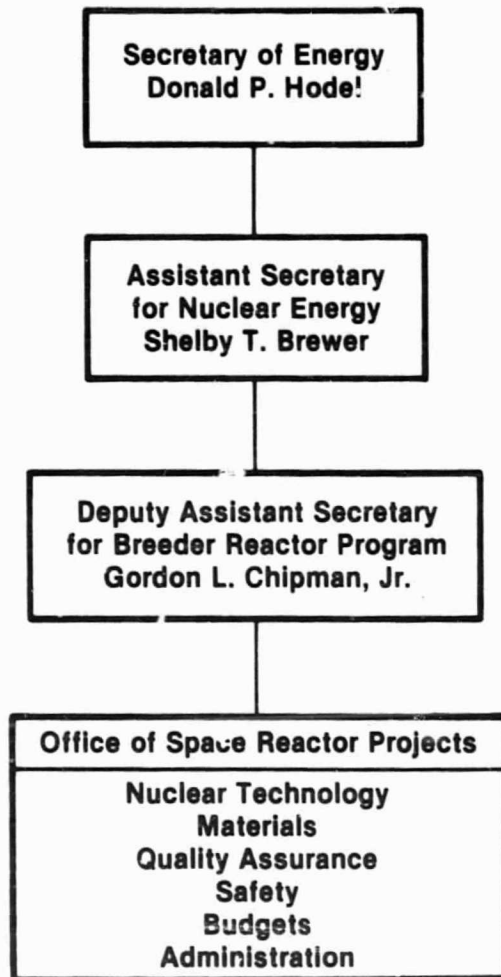 Secretary of Energy
Donald P. Hodel
Assistant Secretary
for Nuclear Energy
Shelby T. Brewer
Deputy Assistant Secretary
for Breeder Reactor Program
Gordon L. Chipman, Jr.
Office of Space Reactor Projects
Nuclear Technology
Materials
Quality Assurance
Safety
Budgets
Administration